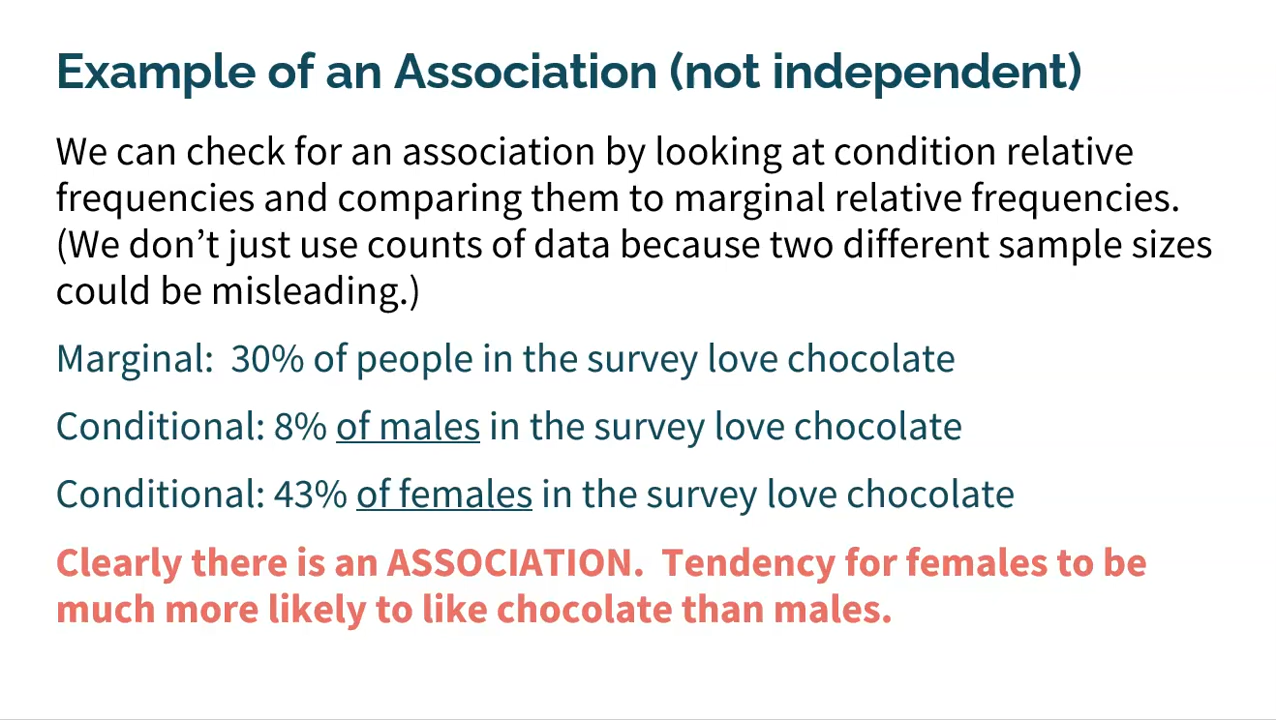 Example of an Association (not independent)
We can check for an association by looking at condition relative
frequencies and comparing them to marginal relative frequencies.
(We don’t just use counts of data because two different sample sizes
could be misleading.)
Marginal:  30% of people in the survey love chocolate
Conditional: 8% of males in the survey love chocolate
Conditional: 43% of females in the survey love chocolate
Clearly there is an ASSOCIATION.  Tendency for females to be
much more likely to like chocolate than males.